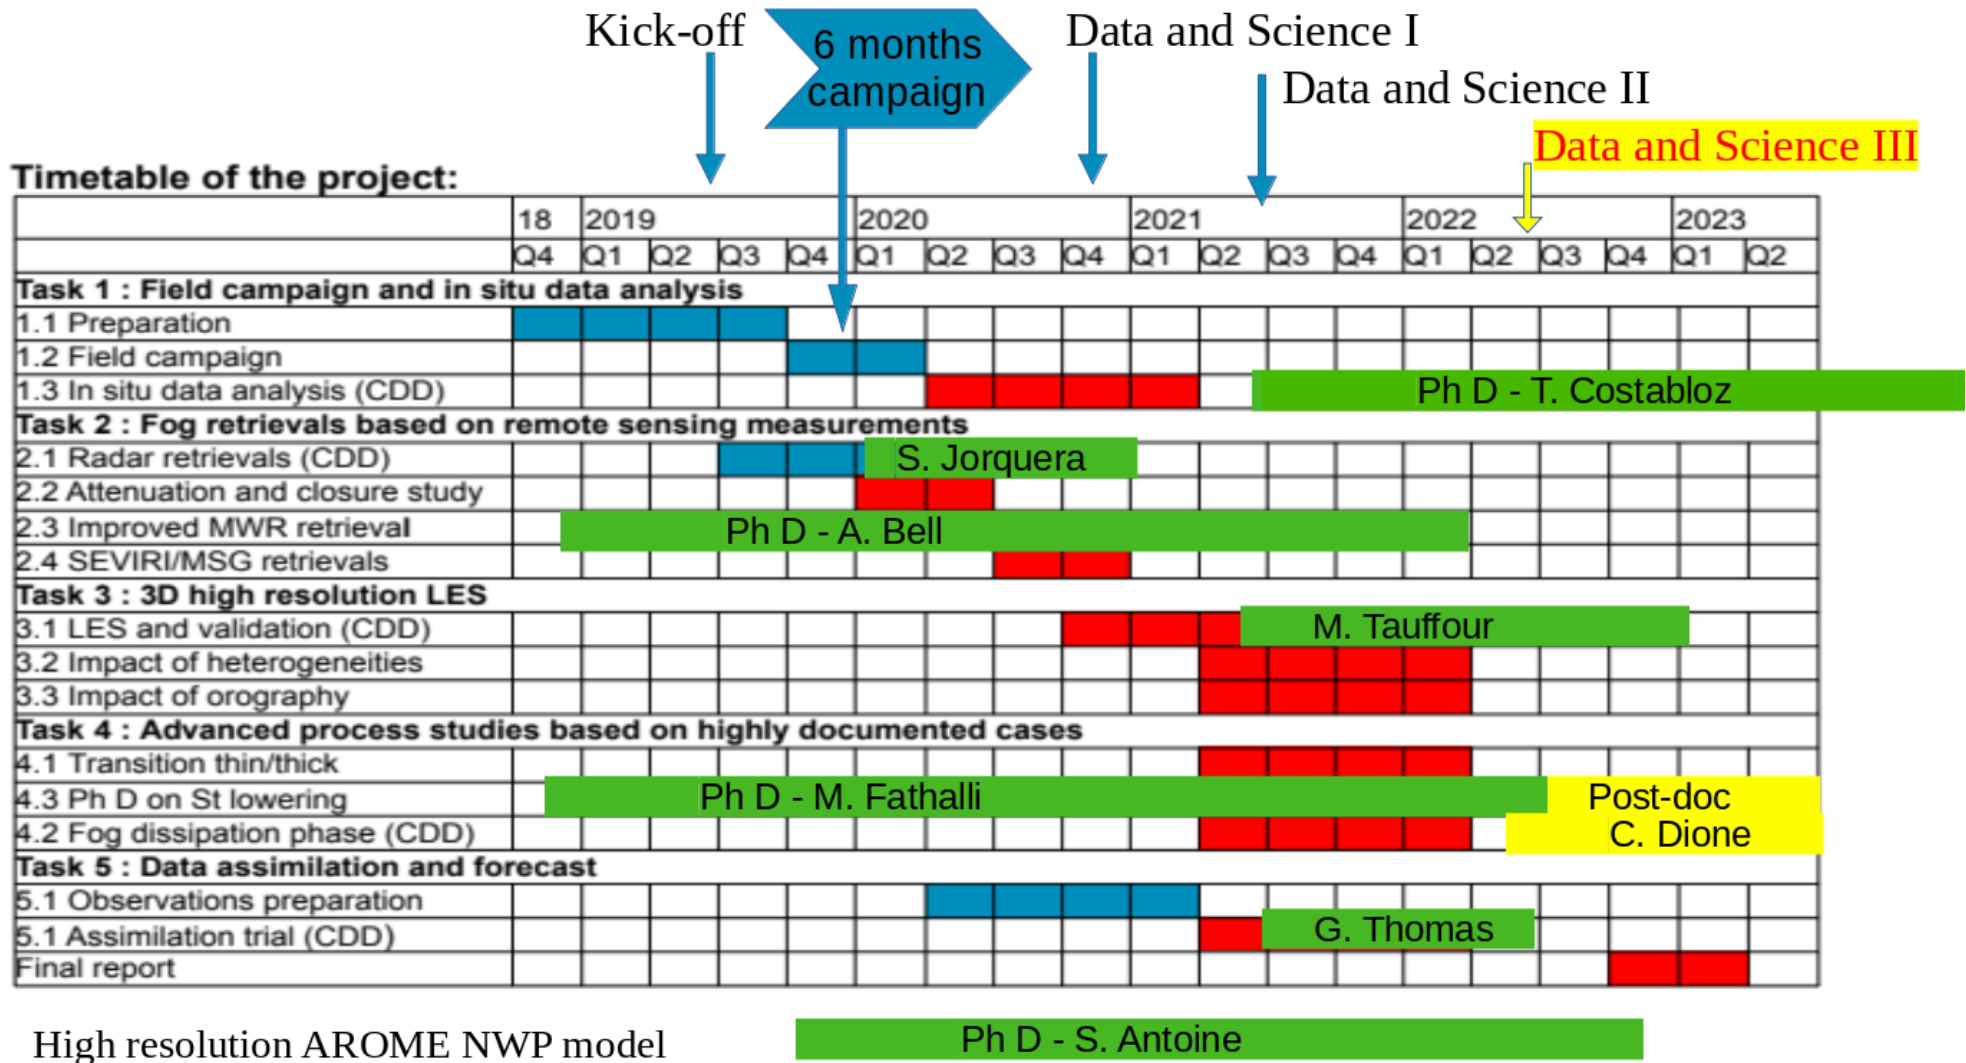 Kick-off
6 months
campaign
Data and Science I
Data and Science II
Data and Science III
Timetable of the project:
18 2019 2020 2021 2022 2023
Q4 Q1 Q2 Q3 Q4 Q1 Q2 Q3 Q4 Q1 Q2 Q3 Q4 Q1 Q2 Q3 Q4 Q1 Q2
Task 1 : Field campaign and in situ data analysis
1.1 Preparation
1.2 Field campaign
1.3 In situ data analysis (CDD) Ph D - T. Costabloz
Task 2 : Fog retrievals based on remote sensing measurements
2.1 Radar retrievals (CDD) S. Jorquera
2.2 Attenuation and closure study
2.3 Improved MWR retrieval Ph D - A. Bell
2.4 SEVIRI/MSG retrievals
Task 3 : 3D high resolution LES
3.1 LES and validation (CDD) M. Tauffour
3.2 Impact of heterogeneities
3.3 Impact of orography
Task 4 : Advanced process studies based on highly documented cases
4.1 Transition thin/thick
4.3 Ph D on St lowering Ph D - M. Fathalli Post-doc
4.2 Fog dissipation phase (CDD) C. Dione
Task 5 : Data assimilation and forecast
5.1 Observations preparation
5.1 Assimilation trial (CDD) G. Thomas
Final report
High resolution AROME NWP model Ph D - S. Antoine